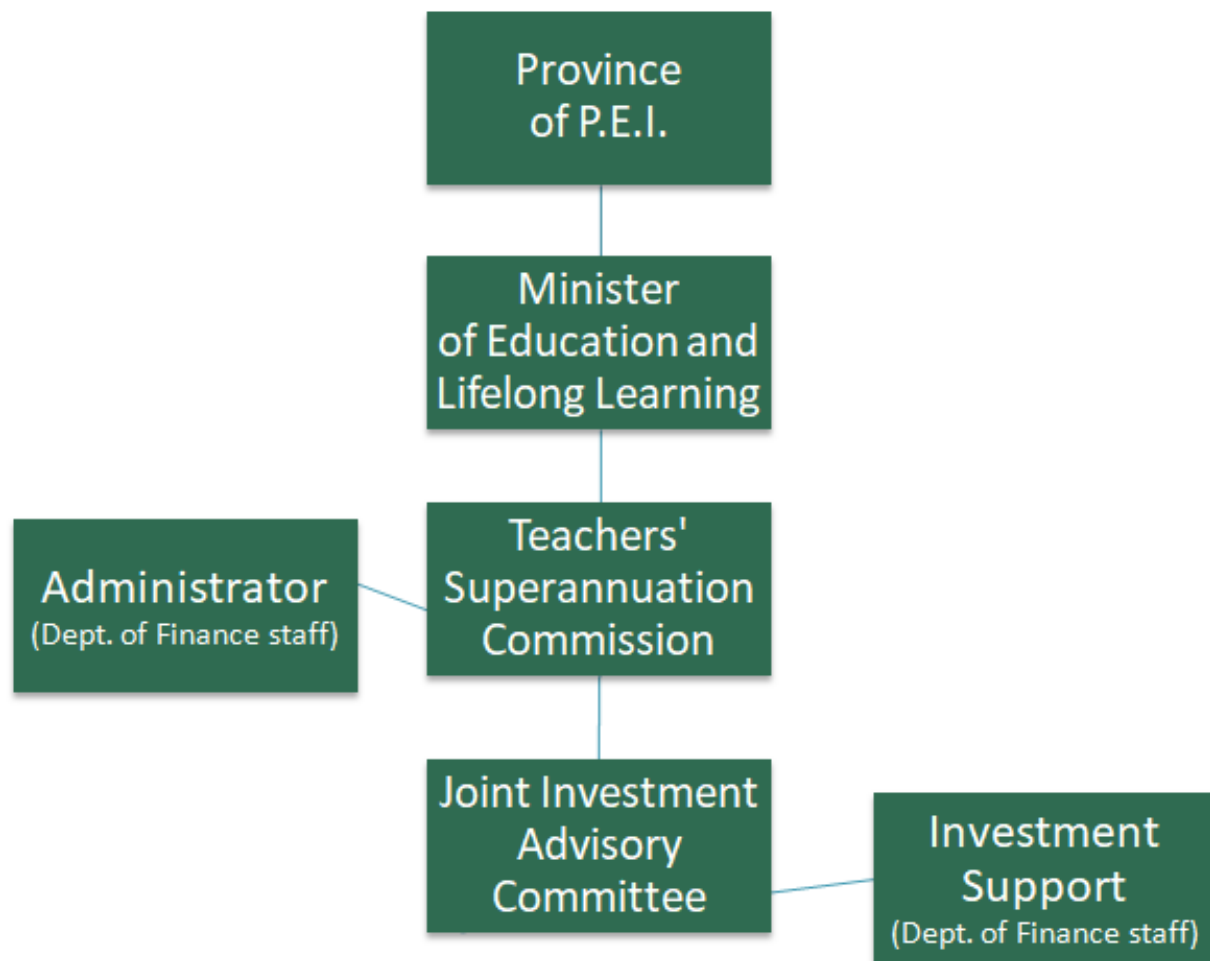 Province
of P.E.I.
Minister
of Education and
Lifelong Learning
Teachers'
Superannuation
Commission
Administrator
(Dept. of Finance staff)
Joint Investment
Advisory
Committee
Investment
Support
(Dept. of Finance staff)